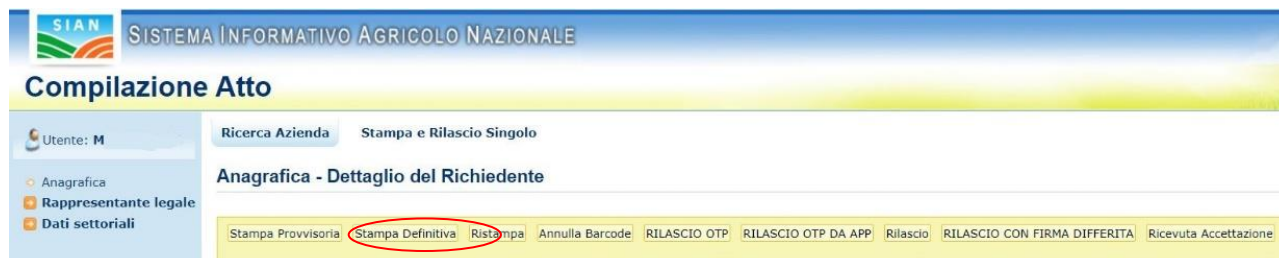 SIAN
SISTEMA INFORMATIVO AGRICOLO NAZIONALE
Compilazione Atto
Utente: M
Ricerca Azienda Stampa e Rilascio Singolo
Anagrafica
Rappresentante legale
Dati settoriali
Anagrafica - Dettaglio del Richiedente
Stampa Provvisoria Stampa Definitiva Ristampa Annulla Barcode RILASCIO OTP RILASCIO OTP DA APP Rilascio RILASCIO CON FIRMA DIFFERITA Ricevuta Accettazione